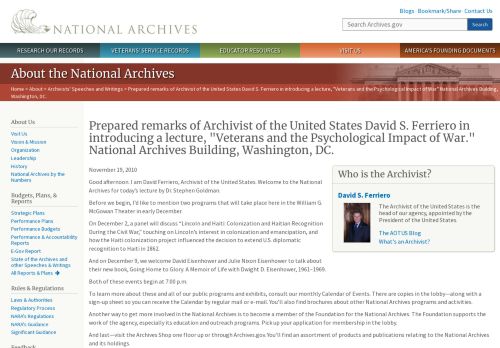 Blogs · Bookmark/Share · Contact Us
NATIONAL ARCHIVES
Search Archives.gov
Search
RESEARCH OUR RECORDS
VETERANS' SERVICE RECORDS
EDUCATOR RESOURCES
VISIT US
AMERICA'S FOUNDING DOCUMENTS
About the National Archives
Home > About > Archivists' Speeches and Writings > Prepared remarks of Archivist of the United States David S. Ferriero in introducing a lecture, "Veterans and the Psychological Impact of War." National Archives Building,
Washington, DC.
About Us
Visit Us
Vision & Mission
Organization
Leadership
History
National Archives by the
Numbers
Budgets, Plans, &
Reports
Strategic Plans
Performance Plans
Performance Budgets
Performance & Accountability
Reports
E-Gov Report
State of the Archives and
other Speeches & Writings
All Reports & Plans
Rules & Regulations
Laws & Authorities
Regulatory Process
NARA's Regulations
NARA's Guidance
Significant Guidance
Prepared remarks of Archivist of the United States David S. Ferriero in
introducing a lecture, "Veterans and the Psychological Impact of War."
National Archives Building, Washington, DC.
November 19, 2010
Good afternoon. I am David Ferriero, Archivist of the United States. Welcome to the National
Archives for today's lecture by Dr. Stephen Goldman.
Before we begin, I'd like to mention two programs that will take place here in the William G.
McGowan Theater in early December.
On December 2, a panel will discuss "Lincoln and Haiti: Colonization and Haitian Recognition
During the Civil War," touching on Lincoln's interest in colonization and emancipation, and
how the Haiti colonization project influenced the decision to extend U.S. diplomatic
recognition to Haiti in 1862.
And on December 9, we welcome David Eisenhower and Julie Nixon Eisenhower to talk about
their new book, Going Home to Glory: A Memoir of Life with Dwight D. Eisenhower, 1961–1969.
Both of these events begin at 7:00 p.m.
To learn more about these and all of our public programs and exhibits, consult our monthly Calendar of Events. There are copies in the lobby—along with a
sign-up sheet so you can receive the Calendar by regular mail or e-mail. You'll also find brochures about other National Archives programs and activities.
Another way to get more involved in the National Archives is to become a member of the Foundation for the National Archives. The Foundation supports the
work of the agency, especially its education and outreach programs. Pick up your application for membership in the lobby.
And last—visit the Archives Shop one floor up or through Archives.gov. You'll find an assortment of products and publications relating to the National Archives
and its holdings
Who is the Archivist?
David S. Ferriero
The Archivist of the United States is the
head of our agency, appointed by the
President of the United States.
The AOTUS Blog
What's an Archivist?